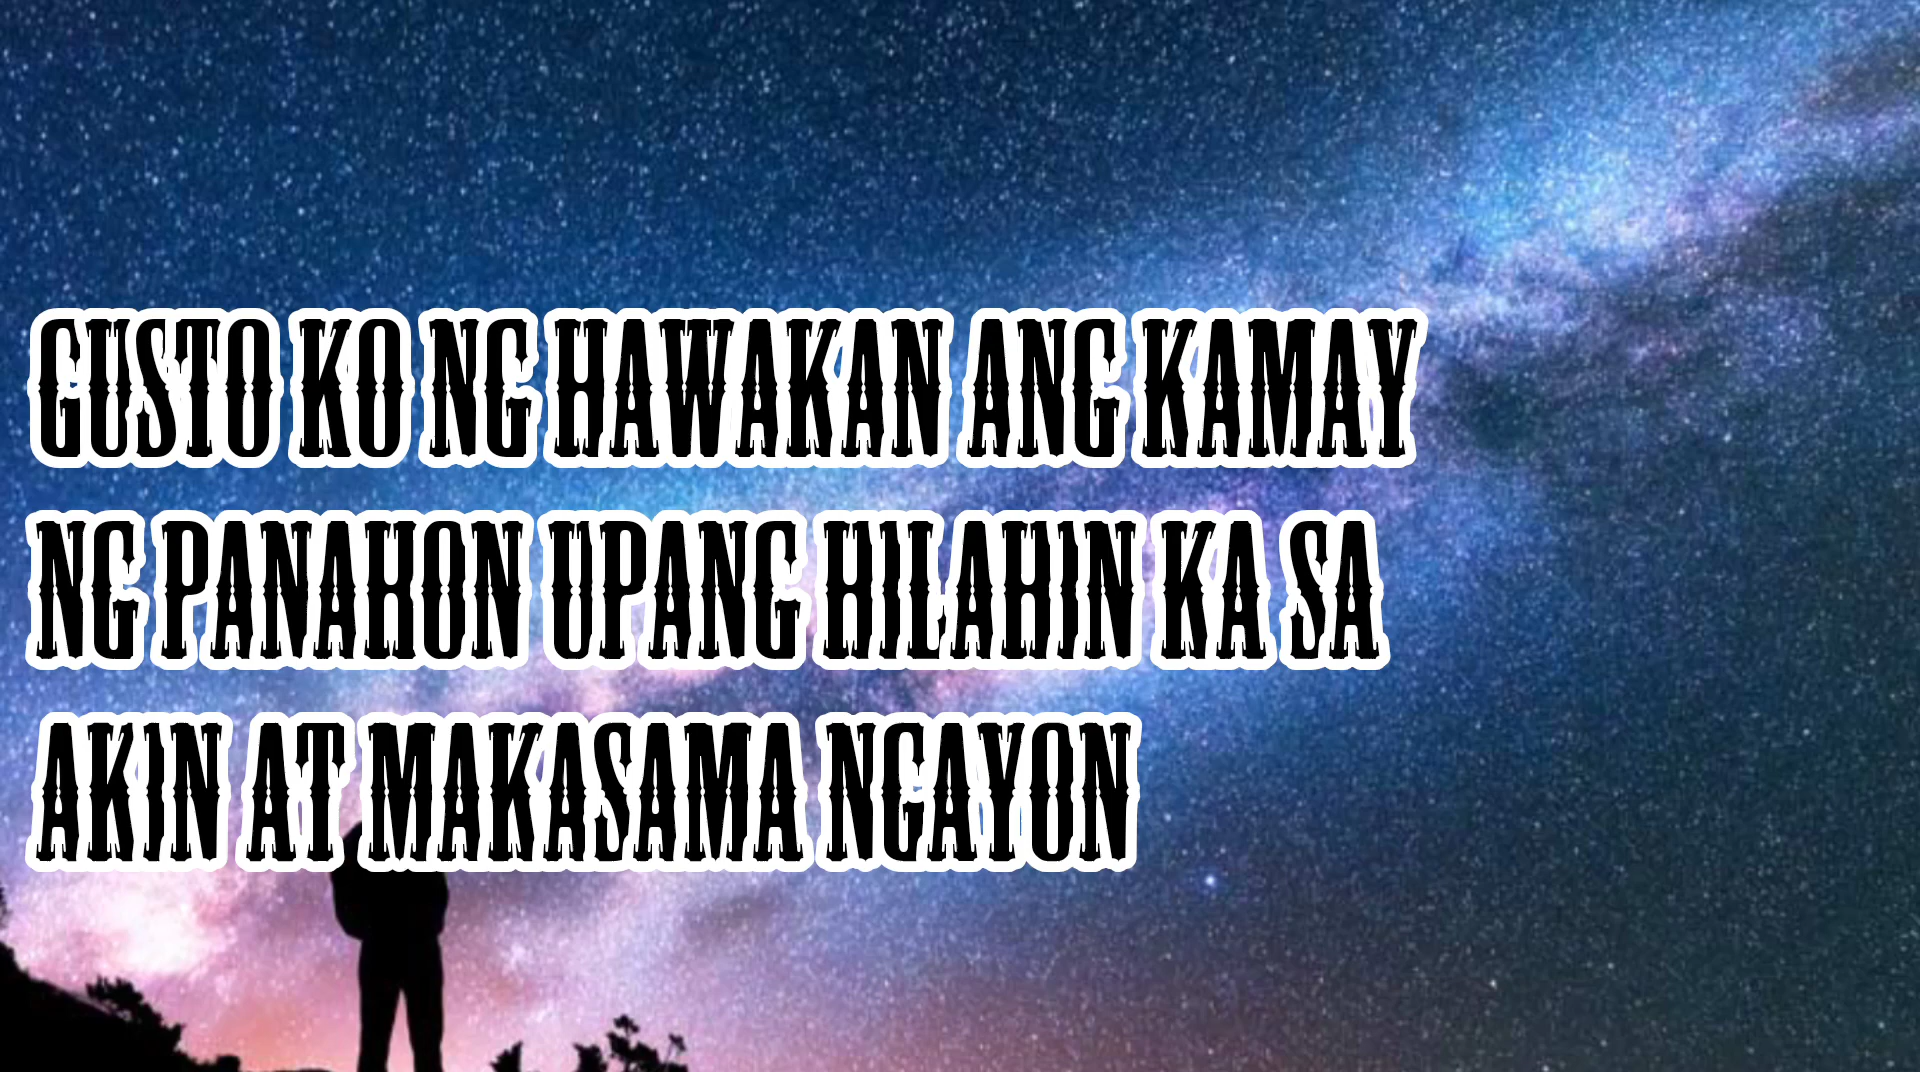 GUSTO KO NG HAWAKAN ANG KAMAY
NG PANAHON UPANG HILAHIN KA SA
AKIN AT MAKASAMA NGAYON